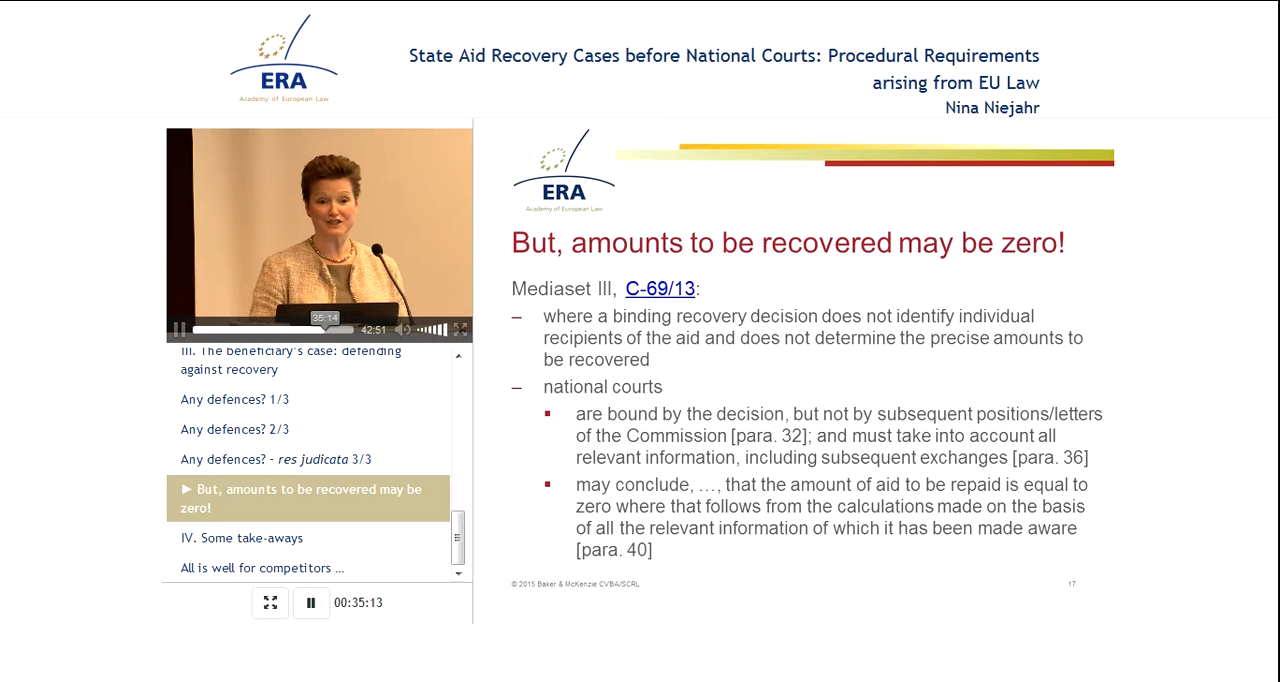 ERA
Academy of European Law
State Aid Recovery Cases before National Courts: Procedural Requirements
arising from EU Law
Nina Niejahr
35:14
42:51
III. The beneficiary's case: defending
against recovery
Any defences? 1/3
Any defences? 2/3
Any defences? - res judicata 3/3
► But, amounts to be recovered may be
zero!
IV. Some take-aways
All is well for competitors ...
00:35:13
ERA
Academy of European Law
But, amounts to be recovered may be zero!
Mediaset III, C-69/13:
– where a binding recovery decision does not identify individual
recipients of the aid and does not determine the precise amounts to
be recovered
– national courts
▪ are bound by the decision, but not by subsequent positions/letters
of the Commission [para. 32]; and must take into account all
relevant information, including subsequent exchanges [para. 36]
▪ may conclude, …, that the amount of aid to be repaid is equal to
zero where that follows from the calculations made on the basis
of all the relevant information of which it has been made aware
[para. 40]
© 2015 Baker & McKenzie CVBA/SCRL
17